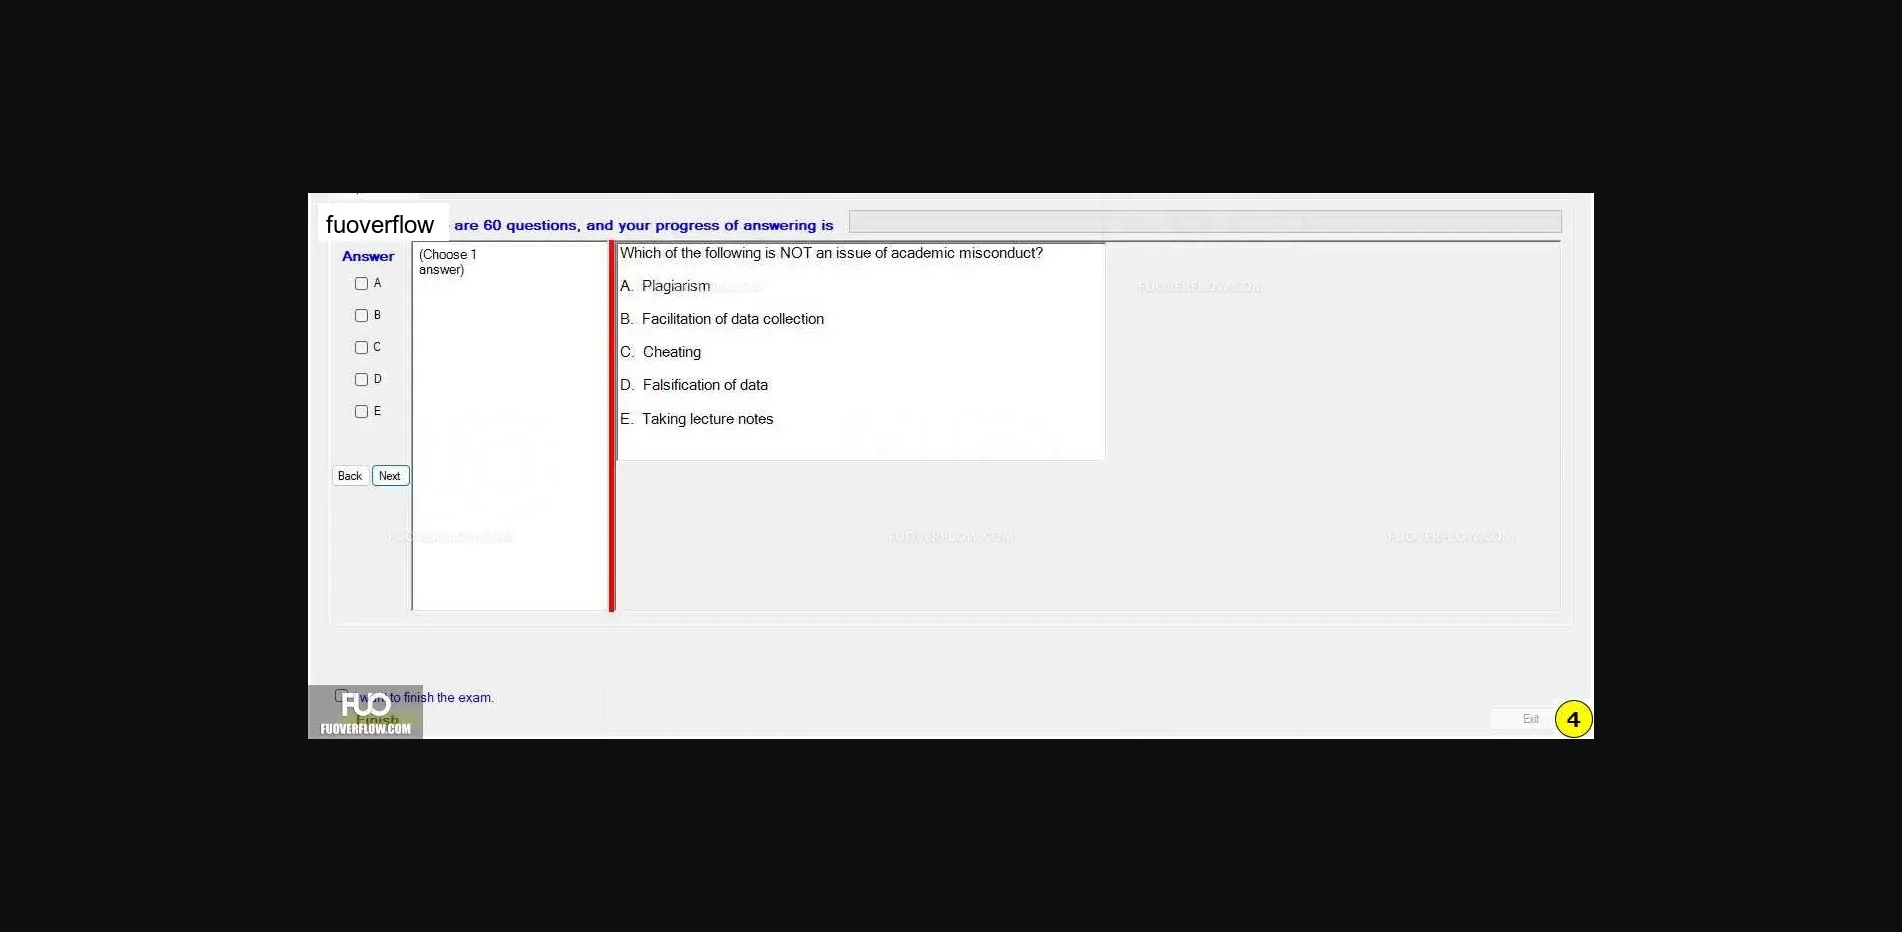 fuoverflow are 60 questions, and your progress of answering is
Answer
(Choose 1
answer)
A
B
C
D
E
Back Next
Which of the following is NOT an issue of academic misconduct?
A. Plagiarism
B. Facilitation of data collection
C. Cheating
D. Falsification of data
E. Taking lecture notes
FUOVERFLOW.COM
FUOVERFLOW.COM
FUOVERFLOW.COM
FUOVERFLOW.COM
want to finish the exam.
FUO
Finish
FUOVERFLOW.COM
Exit
4